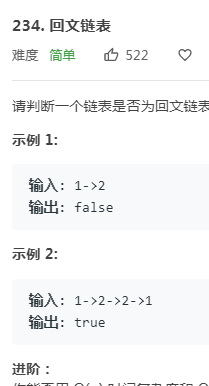 234. 回文链表
难度 简单 522
请判断一个链表是否为回文链表
示例 1:
输入: 1->2
输出: false
示例 2:
输入: 1->2->2->1
输出: true
进阶：